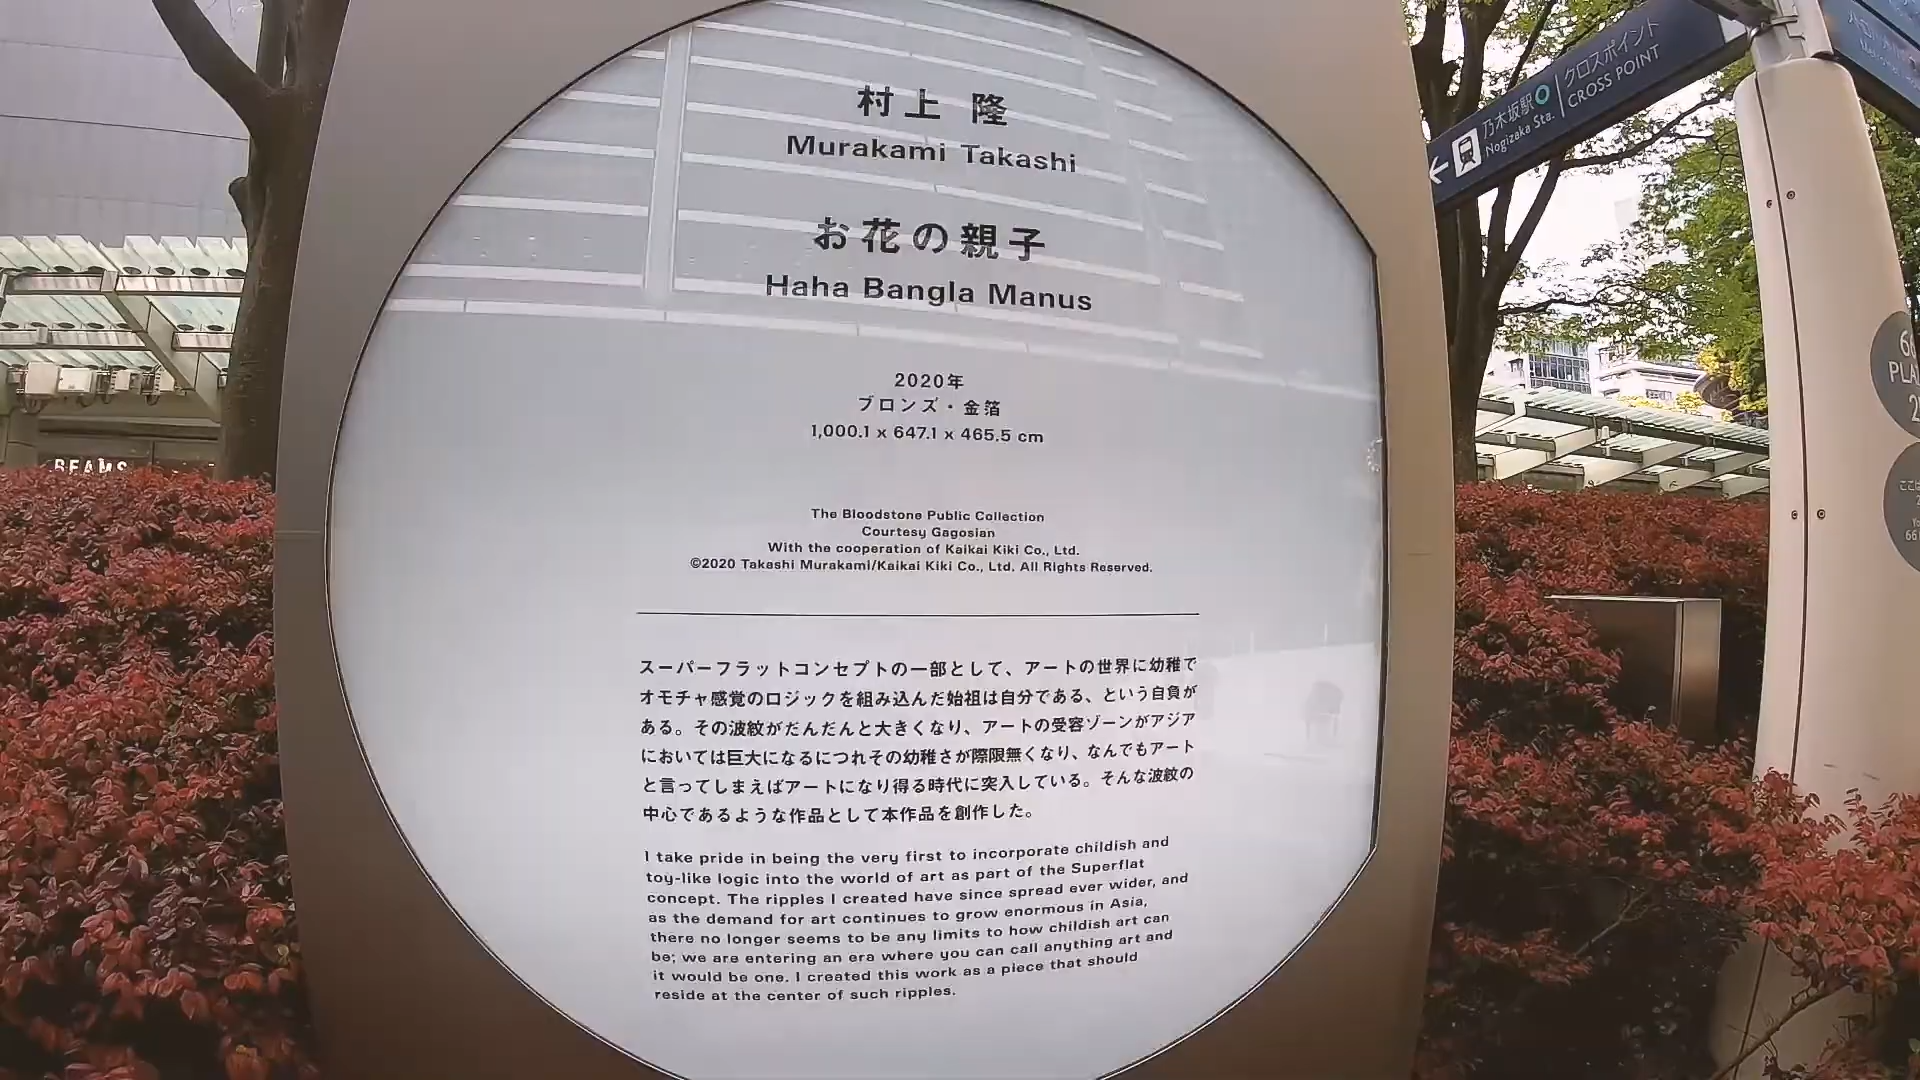 村上 隆
Murakami Takashi
お花の親子
Haha Bangla Manus
2020年
ブロンズ・金箔
1,000.1 x 647.1 x 465.5 cm
The Bloodstone Public Collection
Courtesy Gagosian
With the cooperation of Kaikai Kiki Co., Ltd.
©2020 Takashi Murakami/Kaikai Kiki Co., Ltd. All Rights Reserved.
スーパーフラットコンセプトの一部として、アートの世界に幼稚で
オモチャ感覚のロジックを組み込んだ始祖は自分である、という自負が
ある。その波紋がだんだんと大きくなり、アートの受容ゾーンがアジア
においては巨大になるにつれその幼稚さが際限無くなり、なんでもアート
と言ってしまえばアートになり得る時代に突入している。そんな波紋の
中心であるような作品として本作品を創作した。
I take pride in being the very first to incorporate childish and
toy-like logic into the world of art as part of the Superflat
concept. The ripples I created have since spread ever wider, and
as the demand for art continues to grow enormous in Asia,
there no longer seems to be any limits to how childish art can
be; we are entering an era where you can call anything art and
it would be one. I created this work as a piece that should
reside at the center of such ripples.
乃木坂駅
Nogizaka Sta.
クロスポイント
CROSS POINT
BEAMS